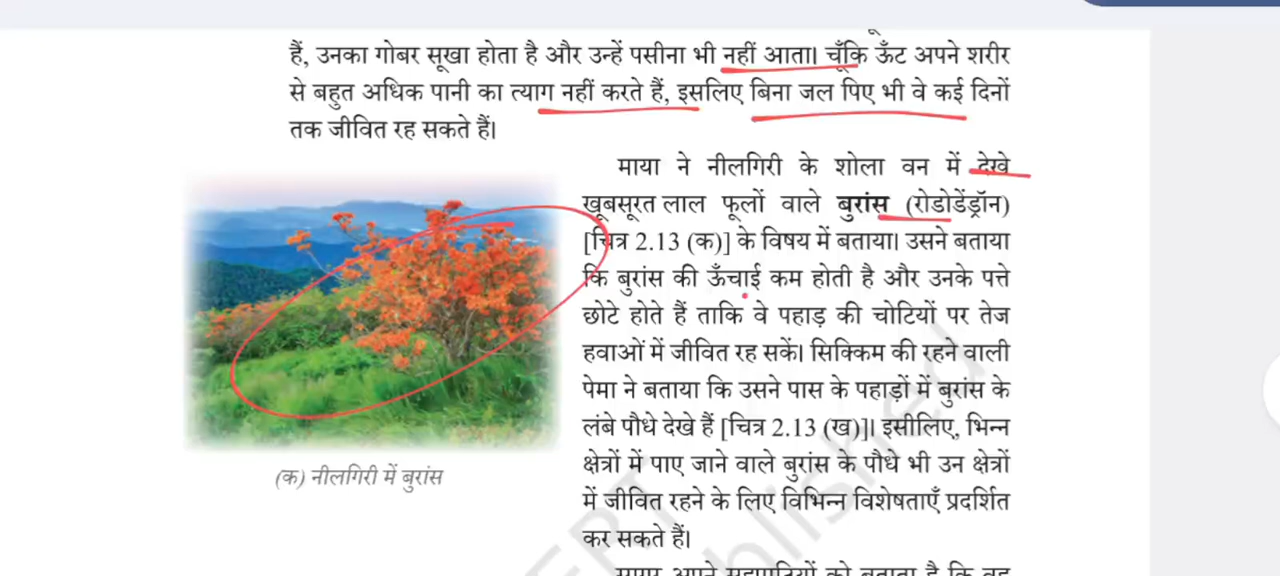 हैं, उनका गोबर सूखा होता है और उन्हें पसीना भी नहीं आता। चूँकि ऊँट अपने शरीर
से बहुत अधिक पानी का त्याग नहीं करते हैं, इसलिए बिना जल पिए भी वे कई दिनों
तक जीवित रह सकते हैं।
माया ने नीलगिरी के शोला वन में देखे
खूबसूरत लाल फूलों वाले बुरांस (रोडोडेंड्रॉन)
[चित्र 2.13 (क)] के विषय में बताया। उसने बताया
कि बुरांस की ऊँचाई कम होती है और उनके पत्ते
छोटे होते हैं ताकि वे पहाड़ की चोटियों पर तेज
हवाओं में जीवित रह सकें। सिक्किम की रहने वाली
पेमा ने बताया कि उसने पास के पहाड़ों में बुरांस के
लंबे पौधे देखे हैं [चित्र 2.13 (ख)]। इसीलिए, भिन्न
क्षेत्रों में पाए जाने वाले बुरांस के पौधे भी उन क्षेत्रों
में जीवित रहने के लिए विभिन्न विशेषताएँ प्रदर्शित
कर सकते हैं।
(क) नीलगिरी में बुरांस